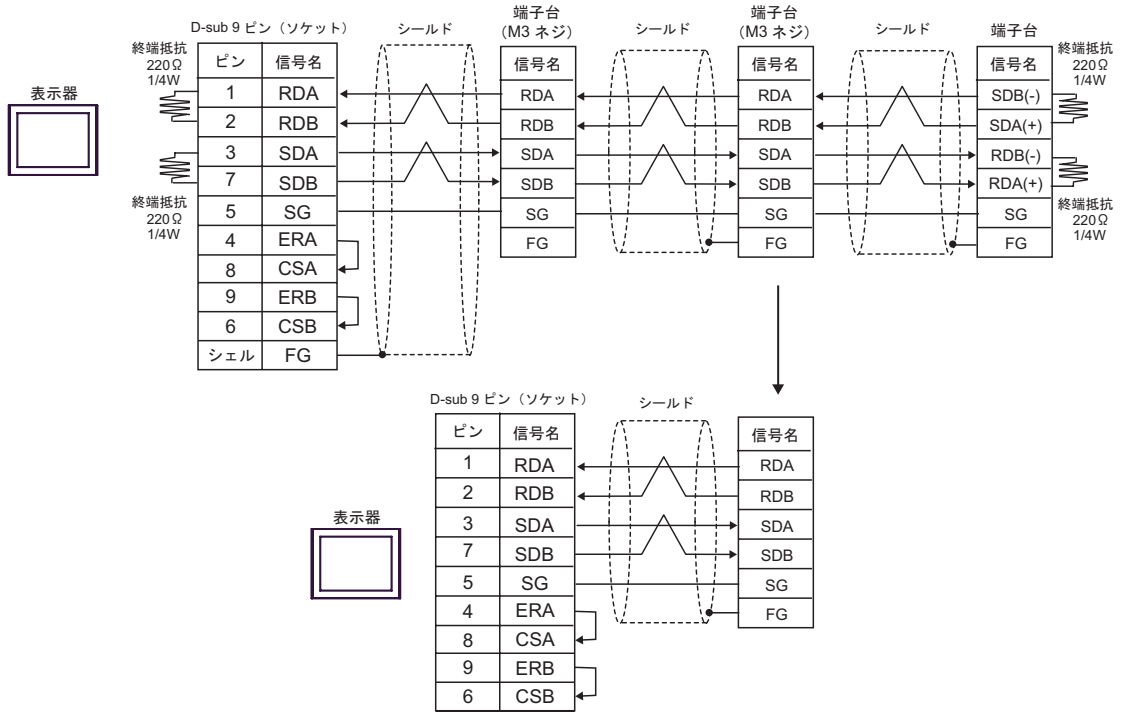 D-sub 9 ピン（ソケット）
シールド
端子台
（M3 ネジ）
シールド
端子台
（M3 ネジ）
シールド
端子台
終端抵抗
220Ω
1/4W
表示器
終端抵抗
220Ω
1/4W
ピン 信号名
1 RDA
2 RDB
3 SDA
7 SDB
5 SG
4 ERA
8 CSA
9 ERB
6 CSB
シェル FG
信号名
RDA
RDB
SDA
SDB
SG
FG
信号名
RDA
RDB
SDA
SDB
SG
FG
信号名
SDB(-)
SDA(+)
RDB(-)
RDA(+)
SG
FG
終端抵抗
220Ω
1/4W
終端抵抗
220Ω
1/4W
D-sub 9 ピン（ソケット）
シールド
表示器
ピン 信号名
1 RDA
2 RDB
3 SDA
7 SDB
5 SG
4 ERA
8 CSA
9 ERB
6 CSB
信号名
RDA
RDB
SDA
SDB
SG
FG